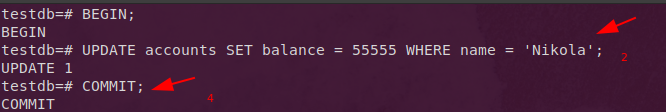 testdb=# BEGIN;
BEGIN
testdb=# UPDATE accounts SET balance = 55555 WHERE name = 'Nikola'; 2
UPDATE 1
testdb=# COMMIT; 4
COMMIT